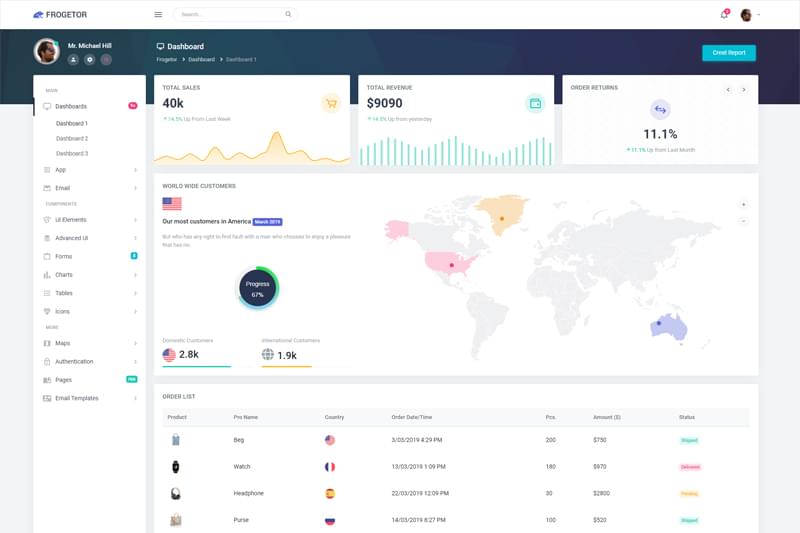 FROGETOR
Search...
Mr. Michael Hill
Dashboard
Frogetor > Dashboard > Dashboard 1
Creat Report
MAIN
Dashboards
Dashboard 1
Dashboard 2
Dashboard 3
App
Email
COMPONENTS
UI Elements
Advanced UI
Forms
8
Charts
Tables
Icons
MORE
Maps
Authentication
Pages
Email Templates
TOTAL SALES
40k
14.5% Up from Last Week
TOTAL REVENUE
$9090
14.5% Up from yesterday
ORDER RETURNS
11.1%
11.1% Up from Last Month
WORLD WIDE CUSTOMERS
Our most customers in America March 2019
But who has any right to find fault with a man who chooses to enjoy a pleasure
that has no.
Progress
67%
Domestic Customers
2.8k
International Customers
1.9k
+
−
ORDER LIST
Product Pro Name Country Order Date/Time Pcs. Amount ($) Status
Beg 3/03/2019 4:29 PM 200 $750 Shipped
Watch 13/03/2019 1:09 PM 180 $970 Delivered
Headphone 22/03/2019 12:09 PM 30 $2800 Pending
Purse 14/03/2019 8:27 PM 100 $520 Shipped